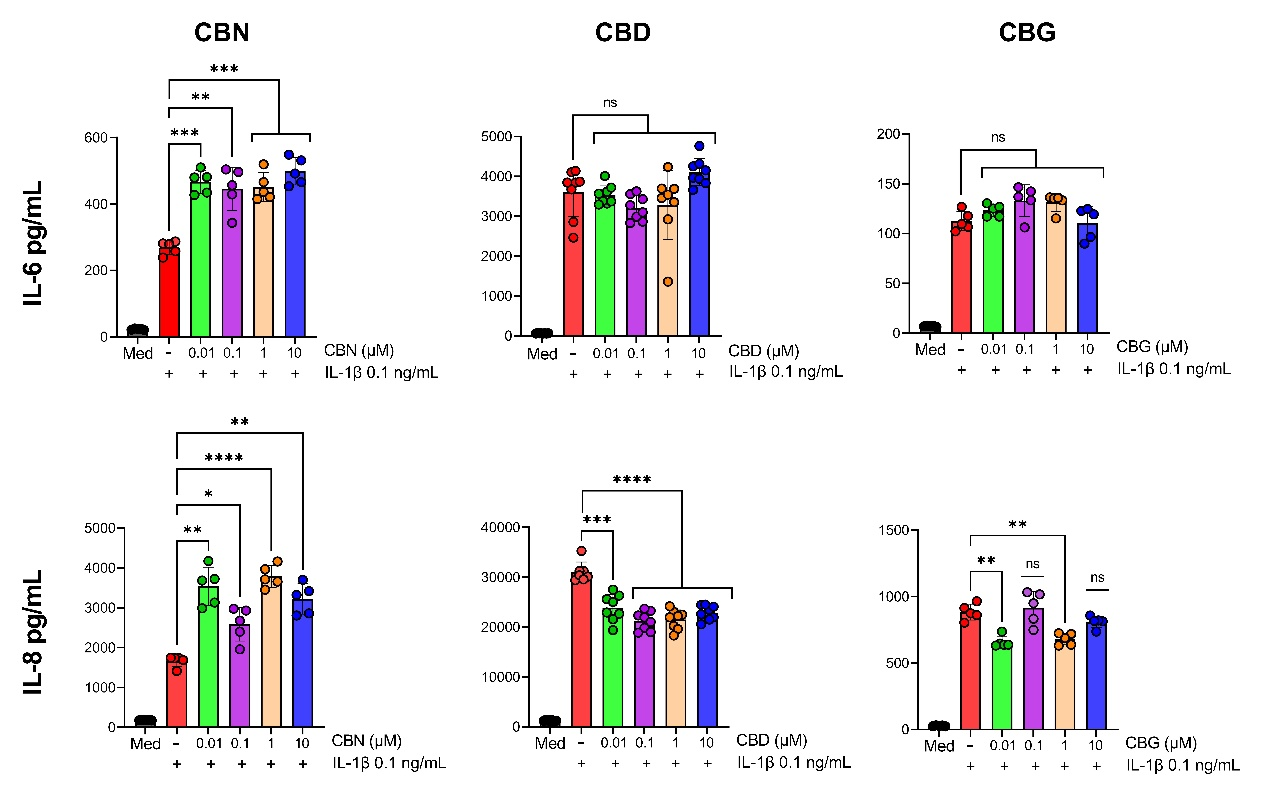 CBN
CBD
CBG
IL-6 pg/mL
***
**
***
600
400
200
0
Med - 0.01 0.1 1 10 CBN (µM)
+ + + + + IL-1β 0.1 ng/mL
ns
5000
4000
3000
2000
1000
0
Med - 0.01 0.1 1 10 CBD (µM)
+ + + + + IL-1β 0.1 ng/mL
ns
200
150
100
50
0
Med - 0.01 0.1 1 10 CBG (µM)
+ + + + + IL-1β 0.1 ng/mL
IL-8 pg/mL
**
****
*
**
5000
4000
3000
2000
1000
0
Med - 0.01 0.1 1 10 CBN (µM)
+ + + + + IL-1β 0.1 ng/mL
****
***
40000
30000
20000
10000
0
Med - 0.01 0.1 1 10 CBD (µM)
+ + + + + IL-1β 0.1 ng/mL
**
** ns ns
1500
1000
500
0
Med - 0.01 0.1 1 10 CBG (µM)
+ + + + + IL-1β 0.1 ng/mL